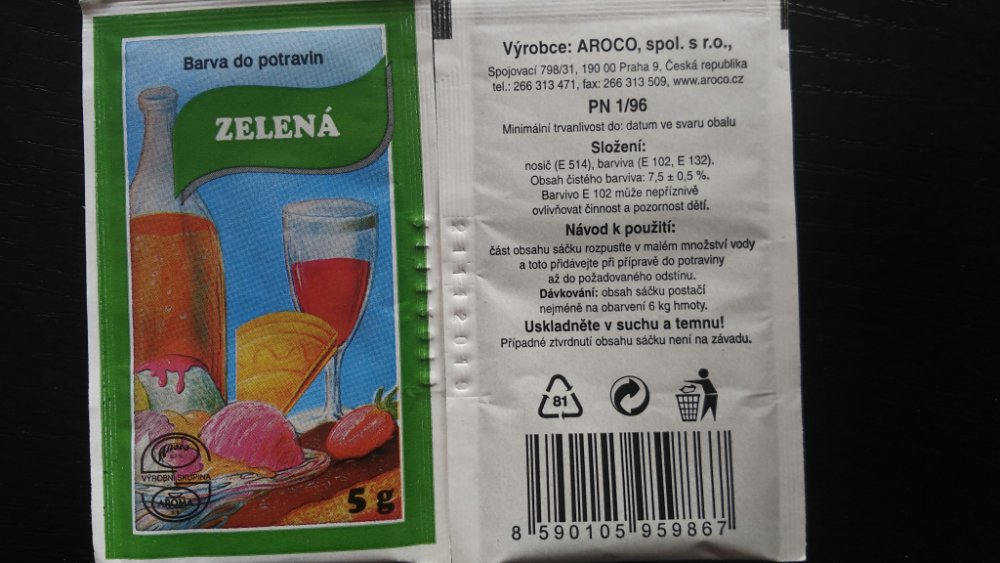 Barva do potravin
ZELENÁ
VÝROBNÍ SKUPINA
AROMA
5 g
Výrobce: AROCO, spol. s r.o.,
Spojovací 798/31, 190 00 Praha 9, Česká republika
tel.: 266 313 471, fax: 266 313 509, www.aroco.cz
PN 1/96
Minimální trvanlivost do: datum ve svaru obalu
Složení:
nosič (E 514), barviva (E 102, E 132).
Obsah čistého barviva: 7,5 ± 0,5 %.
Barvivo E 102 může nepříznivě
ovlivňovat činnost a pozornost dětí.
Návod k použití:
část obsahu sáčku rozpusťte v malém množství vody
a toto přidávejte při přípravě do potraviny
až do požadovaného odstínu.
Dávkování: obsah sáčku postačí
nejméně na obarvení 6 kg hmoty.
Uskladněte v suchu a temnu!
Případné ztvrdnutí obsahu sáčku není na závadu.
81
8 590105 959867